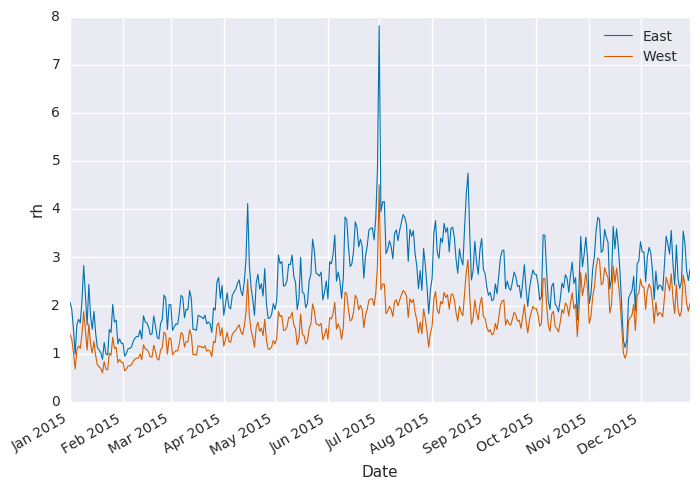 8
7
6
5
4
3
2
1
0
rh
East
West
Jan 2015
Feb 2015
Mar 2015
Apr 2015
May 2015
Jun 2015
Jul 2015
Aug 2015
Sep 2015
Oct 2015
Nov 2015
Dec 2015
Date